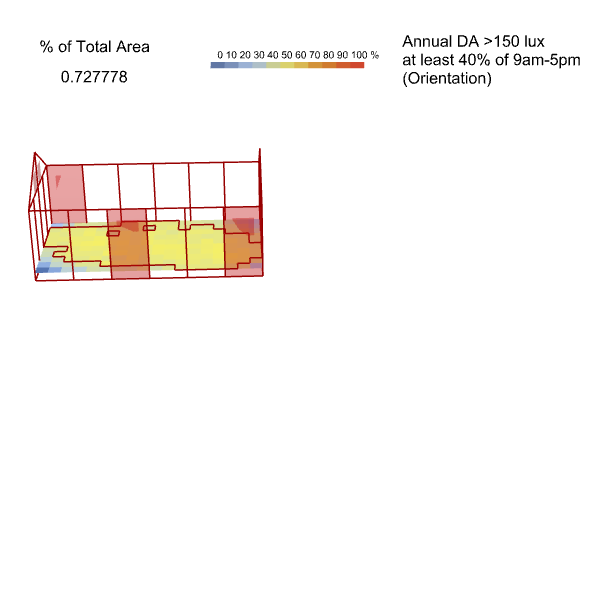 % of Total Area
0.727778
0 10 20 30 40 50 60 70 80 90 100 %
Annual DA >150 lux
at least 40% of 9am-5pm
(Orientation)